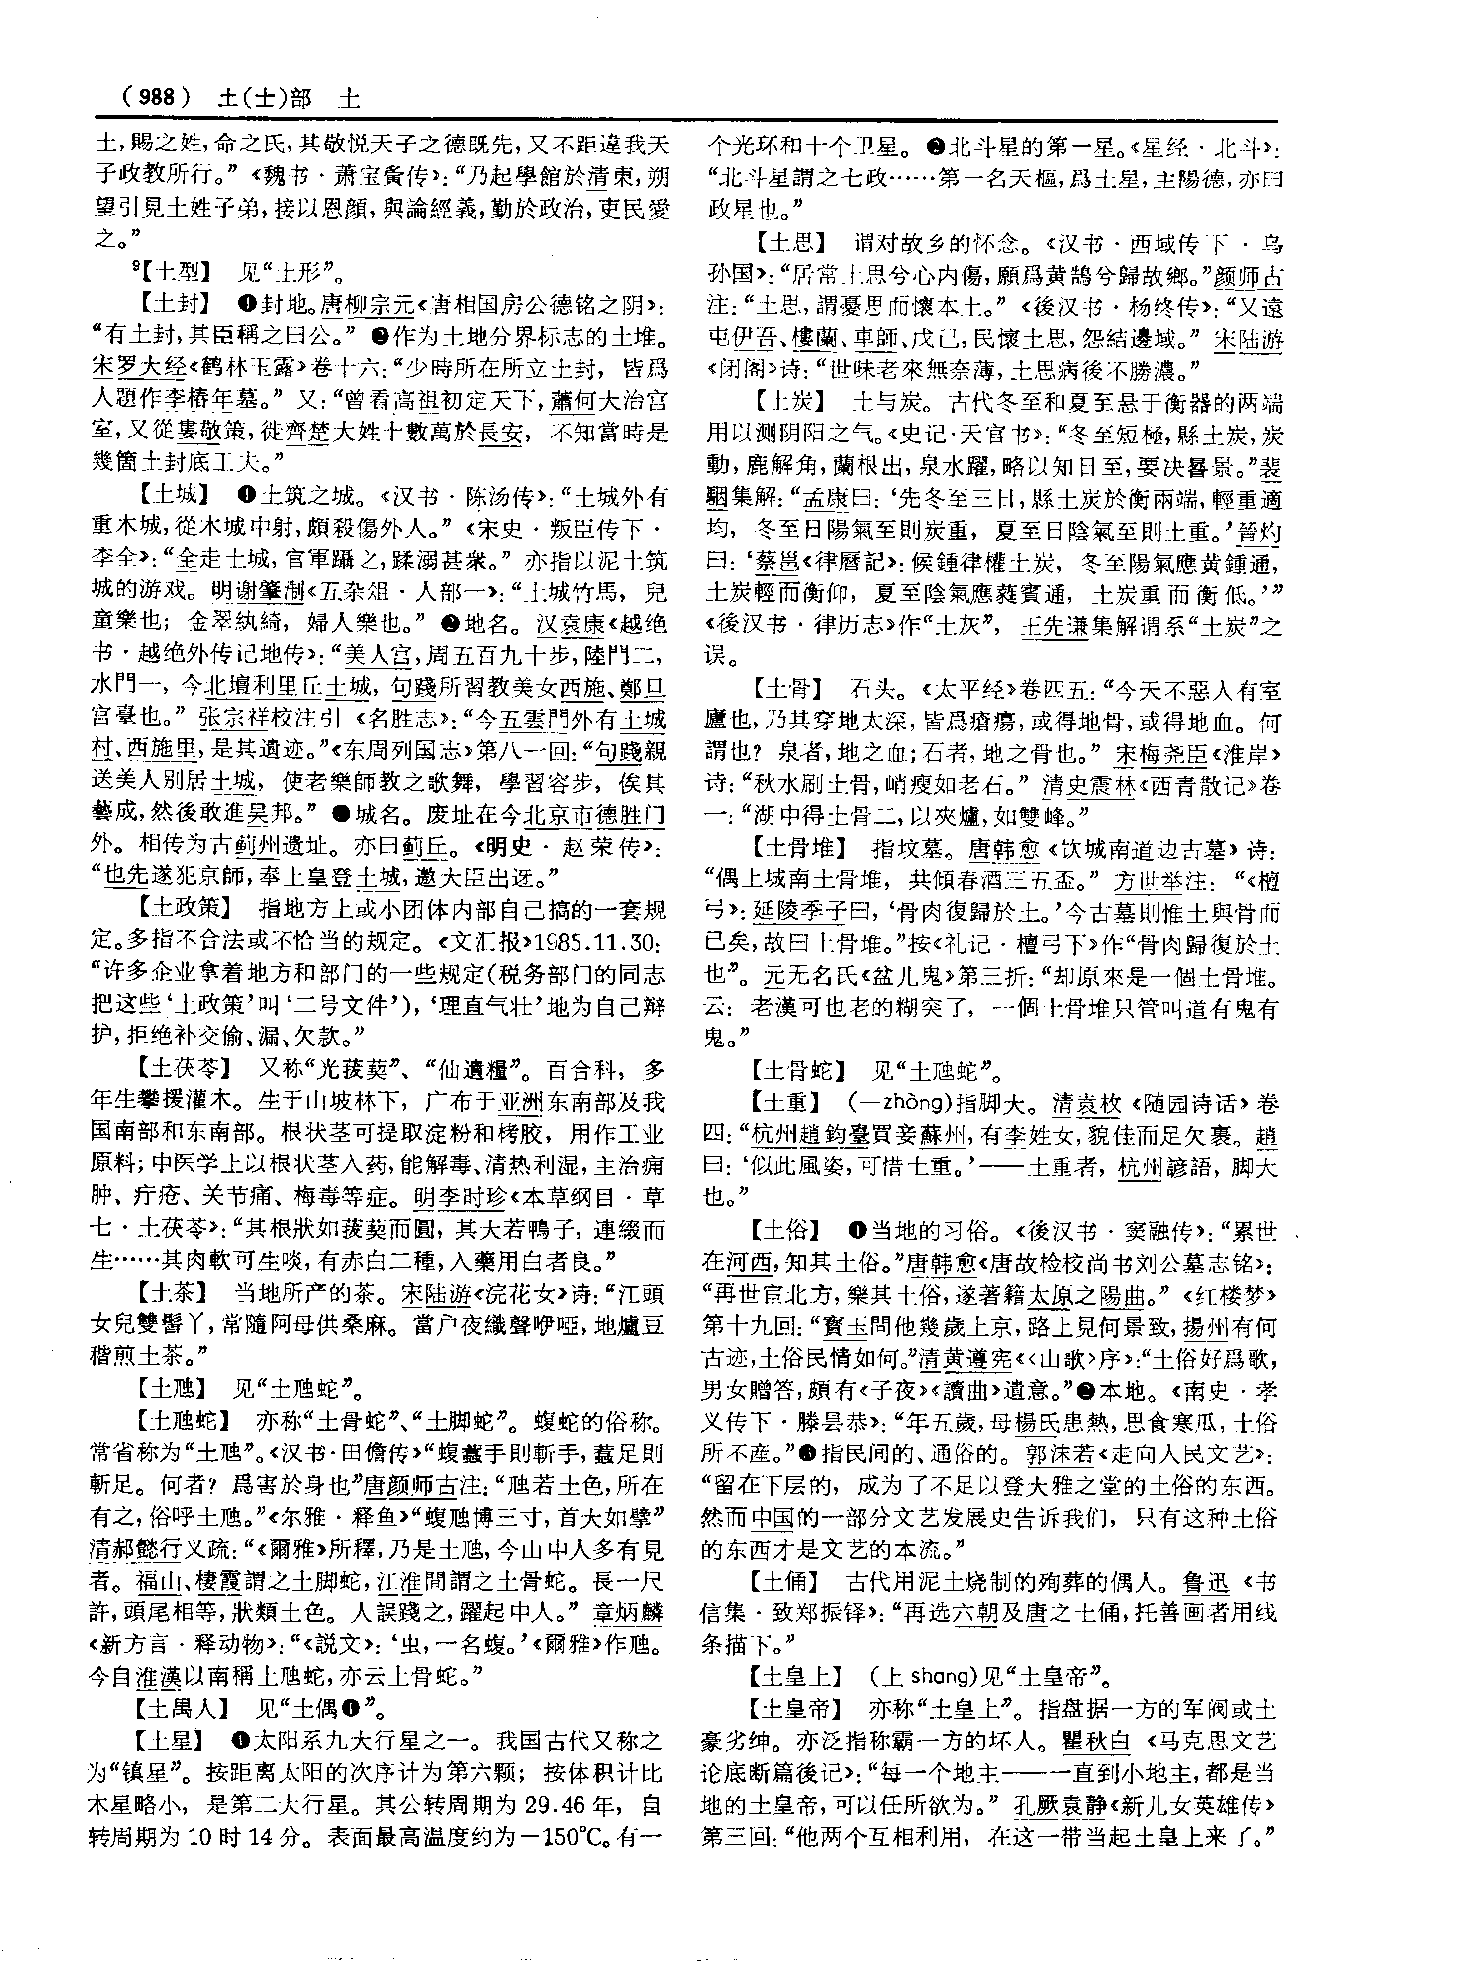 (988) 土(士)部 土
土,賜之姓,命之氏,其敬悦天子之德既先,又不距違我天
子政教所行。”《魏书·萧宝夤传》:“乃起學館於清東,朔
望引見土姓子弟,接以恩顔,與論經義,勤於政治,吏民愛
之。”
9【土型】 见“土形”。
【土封】 ❶封地。唐柳宗元《唐相国房公德铭之阴》:
“有土封,其臣稱之曰公。” ❷作为土地分界标志的土堆。
宋罗大经《鹤林玉露》卷十六:“少時所在所立土封,皆爲
人題作李椿年墓。” 又:“曾看高祖初定天下,蕭何大治宫
室,又從婁敬策,徙齊楚大姓十數萬於長安,不知當時是
幾箇土封底工夫。”
【土城】 ❶土筑之城。《汉书·陈汤传》:“土城外有
重木城,從木城中射,頗殺傷外人。”《宋史·叛臣传下·
李全》:“全走土城,官軍躡之,蹂溺甚衆。” 亦指以泥土筑
城的游戏。明谢肇淛《五杂俎·人部一》:“土城竹馬,兒
童樂也;金翠紈綺,婦人樂也。” ❷地名。汉袁康《越绝
书·越绝外传记地传》:“美人宫,周五百九十步,陸門二,
水門一,今北壇利里丘土城,句踐所習教美女西施、鄭旦
宫臺也。” 张宗祥校注引《名胜志》:“今五雲門外有土城
村、西施里,是其遺迹。”《东周列国志》第八一回:“句踐親
送美人别居土城,使老樂師教之歌舞,學習容步,俟其
藝成,然後敢進吴邦。” ●城名。废址在今北京市德胜门
外。相传为古蓟州遗址。亦曰蓟丘。《明史·赵荣传》:
“也先遂犯京師,奉上皇登土城,邀大臣出迓。”
【土政策】 指地方上或小团体内部自己搞的一套规
定。多指不合法或不恰当的规定。《文汇报》1985.11.30:
“许多企业拿着地方和部门的一些规定(税务部门的同志
把这些‘土政策’叫‘二号文件’),‘理直气壮’地为自己辩
护,拒绝补交偷、漏、欠款。”
【土茯苓】 又称“光菝葜”、“仙遺糧”。百合科,多
年生攀援灌木。生于山坡林下,广布于亚洲东南部及我
国南部和东南部。根状茎可提取淀粉和栲胶,用作工业
原料;中医学上以根状茎入药,能解毒、清热利湿,主治痈
肿、疔疮、关节痛、梅毒等症。明李时珍《本草纲目·草
七·土茯苓》:“其根狀如菝葜而圓,其大若鴨子,連綴而
生……其肉軟可生啖,有赤白二種,入藥用白者良。”
【土茶】 当地所产的茶。宋陆游《浣花女》诗:“江頭
女兒雙髻丫,常隨阿母供桑麻。當户夜織聲咿啞,地爐豆
稭煎土茶。”
【土虺】 见“土虺蛇”。
【土虺蛇】 亦称“土骨蛇”、“土脚蛇”。蝮蛇的俗称。
常省称为“土虺”。《汉书·田儋传》“蝮蠚手則斬手,蠚足則
斬足。何者?爲害於身也”唐颜师古注:“虺若土色,所在
有之,俗呼土虺。”《尔雅·释鱼》“蝮虺博三寸,首大如擘”
清郝懿行义疏:“《爾雅》所釋,乃是土虺,今山中人多有見
者。福山、棲霞謂之土脚蛇,江淮間謂之土骨蛇。長一尺
許,頭尾相等,狀類土色。人誤踐之,躍起中人。” 章炳麟
《新方言·释动物》:“《説文》:‘虫,一名蝮。’《爾雅》作虺。
今自淮漢以南稱土虺蛇,亦云土骨蛇。”
【土禺人】 见“土偶❶”。
【土星】 ❶太阳系九大行星之一。我国古代又称之
为“镇星”。按距离太阳的次序计为第六颗;按体积计比
木星略小,是第二大行星。其公转周期为29.46年,自
转周期为10时14分。表面最高温度约为−150℃。有一
个光环和十个卫星。 ❷北斗星的第一星。《星经·北斗》:
“北斗星謂之七政……第一名天樞,爲土星,主陽德,亦曰
政星也。”
【土思】 谓对故乡的怀念。《汉书·西域传下·乌
孙国》:“居常土思兮心内傷,願爲黄鵠兮歸故鄉。”颜师古
注:“土思,謂憂思而懷本土。”《後汉书·杨终传》:“又遠
屯伊吾、樓蘭、車師、戊己,民懷土思,怨結邊域。” 宋陆游
《闭阁》诗:“世味老來無奈薄,土思病後不勝濃。”
【土炭】 土与炭。古代冬至和夏至悬于衡器的两端
用以测阴阳之气。《史记·天官书》:“冬至短極,縣土炭,炭
動,鹿解角,蘭根出,泉水躍,略以知日至,要决晷景。”裴
駰集解:“孟康曰:‘先冬至三日,縣土炭於衡兩端,輕重適
均,冬至日陽氣至則炭重,夏至日陰氣至則土重。’晉灼
曰:‘蔡邕《律曆記》:候鍾律權土炭,冬至陽氣應黄鍾通,
土炭輕而衡仰,夏至陰氣應蕤賓通,土炭重而衡低。’”
《後汉书·律历志》作“土灰”,王先谦集解谓系“土炭”之
误。
【土骨】 石头。《太平经》卷四五:“今天不惡人有室
廬也,乃其穿地太深,皆爲瘡瘍,或得地骨,或得地血。何
謂也?泉者,地之血;石者,地之骨也。” 宋梅尧臣《淮岸》
诗:“秋水刷土骨,峭瘦如老石。” 清史震林《西青散记》卷
一:“湖中得土骨二,以夾爐,如雙峰。”
【土骨堆】 指坟墓。唐韩愈《饮城南道边古墓》诗:
“偶上城南土骨堆,共傾春酒三五盃。” 方世举注:“《檀
弓》:延陵季子曰,‘骨肉復歸於土。’今古墓則惟土與骨而
已矣,故曰土骨堆。”按《礼记·檀弓下》作“骨肉歸復於土
也”。元无名氏《盆儿鬼》第三折:“却原來是一個土骨堆。
云:老漢可也老的糊突了,一個土骨堆只管叫道有鬼有
鬼。”
【土骨蛇】 见“土虺蛇”。
【土重】 (—zhòng)指脚大。清袁枚《随园诗话》卷
四:“杭州趙鈞臺買妾蘇州,有李姓女,貌佳而足欠裹。趙
曰:‘似此風姿,可惜土重。’——土重者,杭州諺語,脚大
也。”
【土俗】 ❶当地的习俗。《後汉书·窦融传》:“累世
在河西,知其土俗。”唐韩愈《唐故检校尚书刘公墓志铭》:
“再世官北方,樂其土俗,遂著籍太原之陽曲。”《红楼梦》
第十九回:“寶玉問他幾歲上京,路上見何景致,揚州有何
古迹,土俗民情如何。”清黄遵宪《〈山歌〉序》:“土俗好爲歌,
男女贈答,頗有《子夜》《讀曲》遺意。”❷本地。《南史·孝
义传下·滕昙恭》:“年五歲,母楊氏患熱,思食寒瓜,土俗
所不産。”❸指民间的、通俗的。郭沫若《走向人民文艺》:
“留在下层的,成为了不足以登大雅之堂的土俗的东西。
然而中国的一部分文艺发展史告诉我们,只有这种土俗
的东西才是文艺的本流。”
【土俑】 古代用泥土烧制的殉葬的偶人。鲁迅《书
信集·致郑振铎》:“再选六朝及唐之土俑,托善画者用线
条描下。”
【土皇上】 (上shang)见“土皇帝”。
【土皇帝】 亦称“土皇上”。指盘据一方的军阀或土
豪劣绅。亦泛指称霸一方的坏人。瞿秋白《马克思文艺
论底断篇後记》:“每一个地主——一直到小地主,都是当
地的土皇帝,可以任所欲为。” 孔厥袁静《新儿女英雄传》
第三回:“他两个互相利用,在这一带当起土皇上来了。”